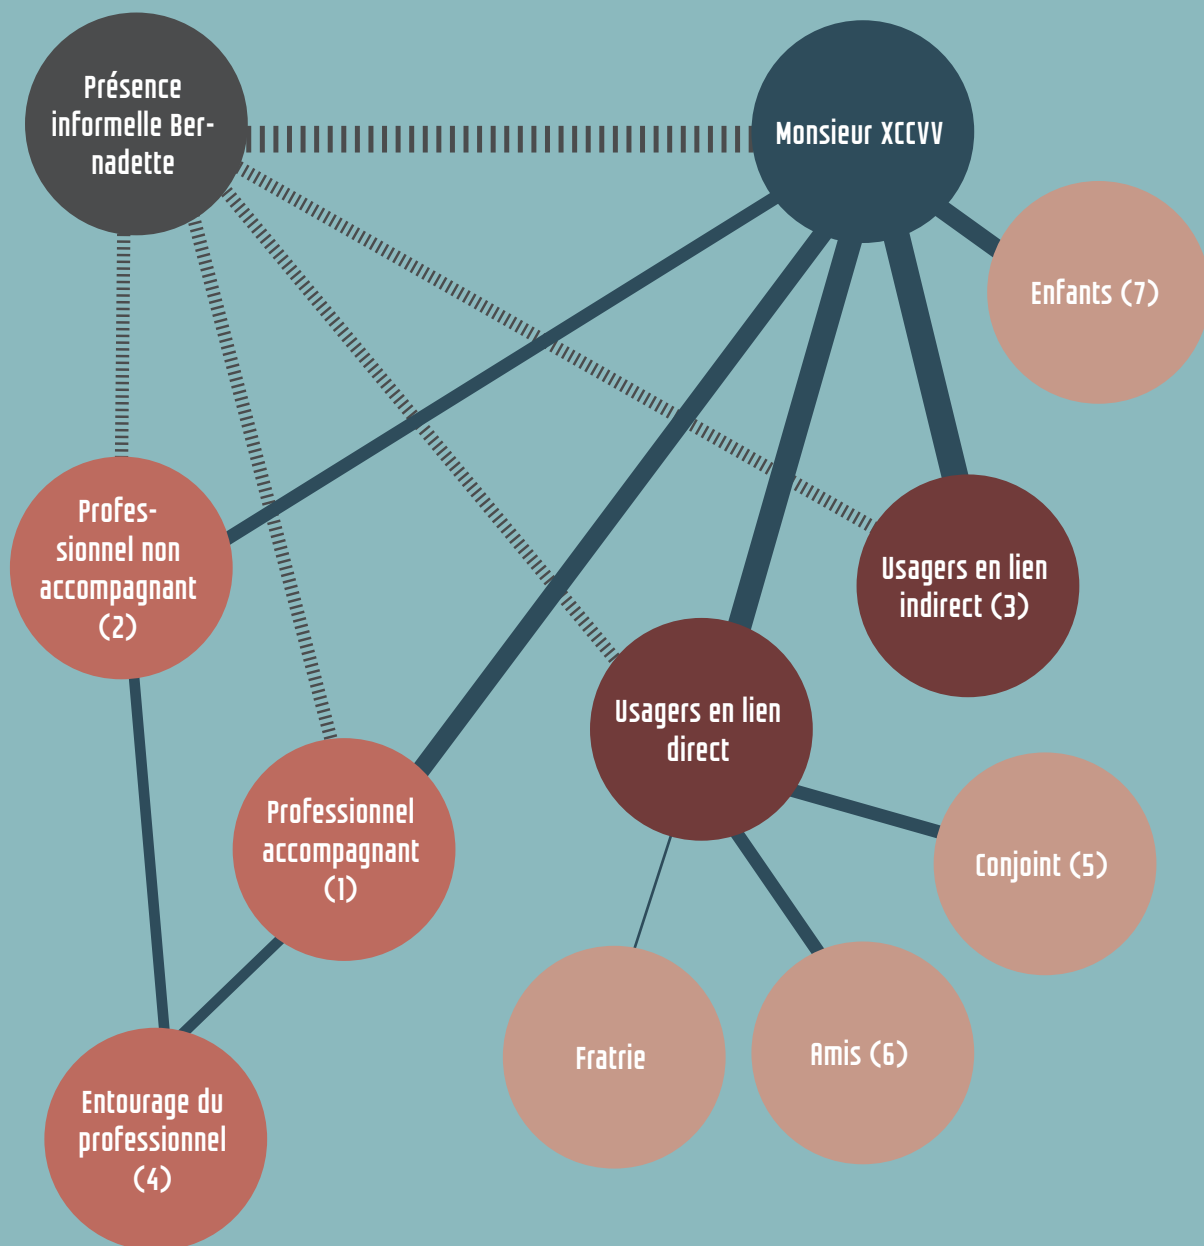 Présence
informelle Ber-
nadette
Monsieur XCCVV
Enfants (7)
Profes-
sionnel non
accompagnant
(2)
Usagers en lien
indirect (3)
Usagers en lien
direct
Professionnel
accompagnant
(1)
Conjoint (5)
Fratrie
Amis (6)
Entourage du
professionnel
(4)